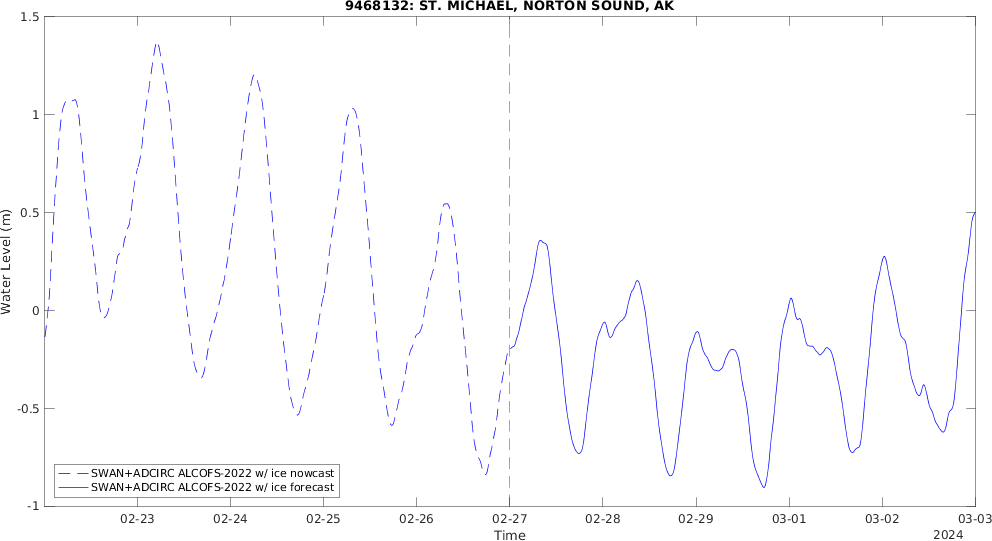 9468132: ST. MICHAEL, NORTON SOUND, AK
Water Level (m)
1.5
1
0.5
0
-0.5
-1
SWAN+ADCIRC ALCOFS-2022 w/ ice nowcast
SWAN+ADCIRC ALCOFS-2022 w/ ice forecast
02-23 02-24 02-25 02-26 02-27 02-28 02-29 03-01 03-02 03-03
Time
2024